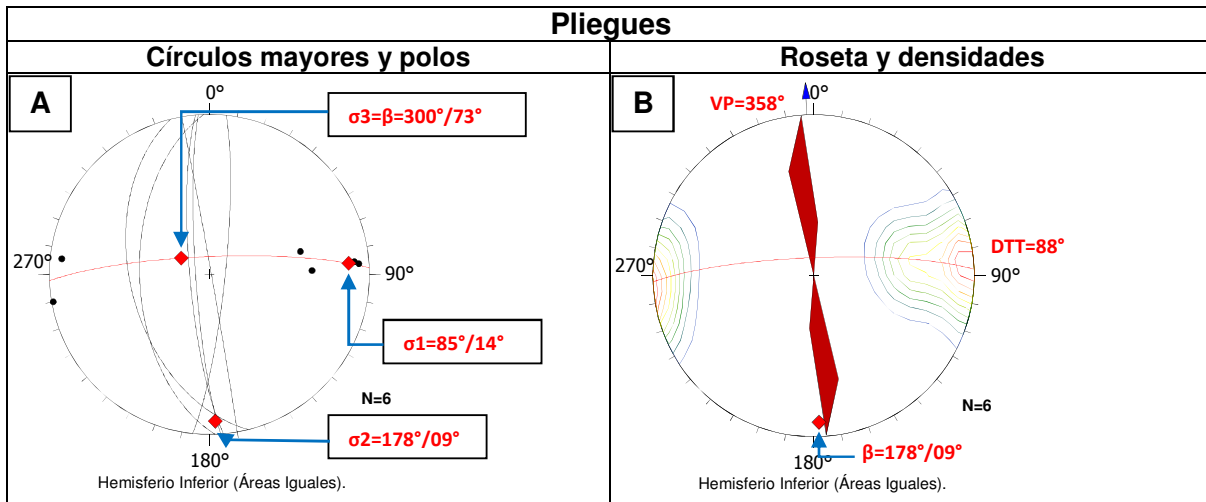 Pliegues
Círculos mayores y polos
Roseta y densidades
A
0°
σ3=β=300°/73°
270°
90°
σ1=85°/14°
N=6
σ2=178°/09°
180°
Hemisferio Inferior (Áreas Iguales).
B
VP=358°
0°
DTT=88°
270°
90°
N=6
β=178°/09°
180°
Hemisferio Inferior (Áreas Iguales).